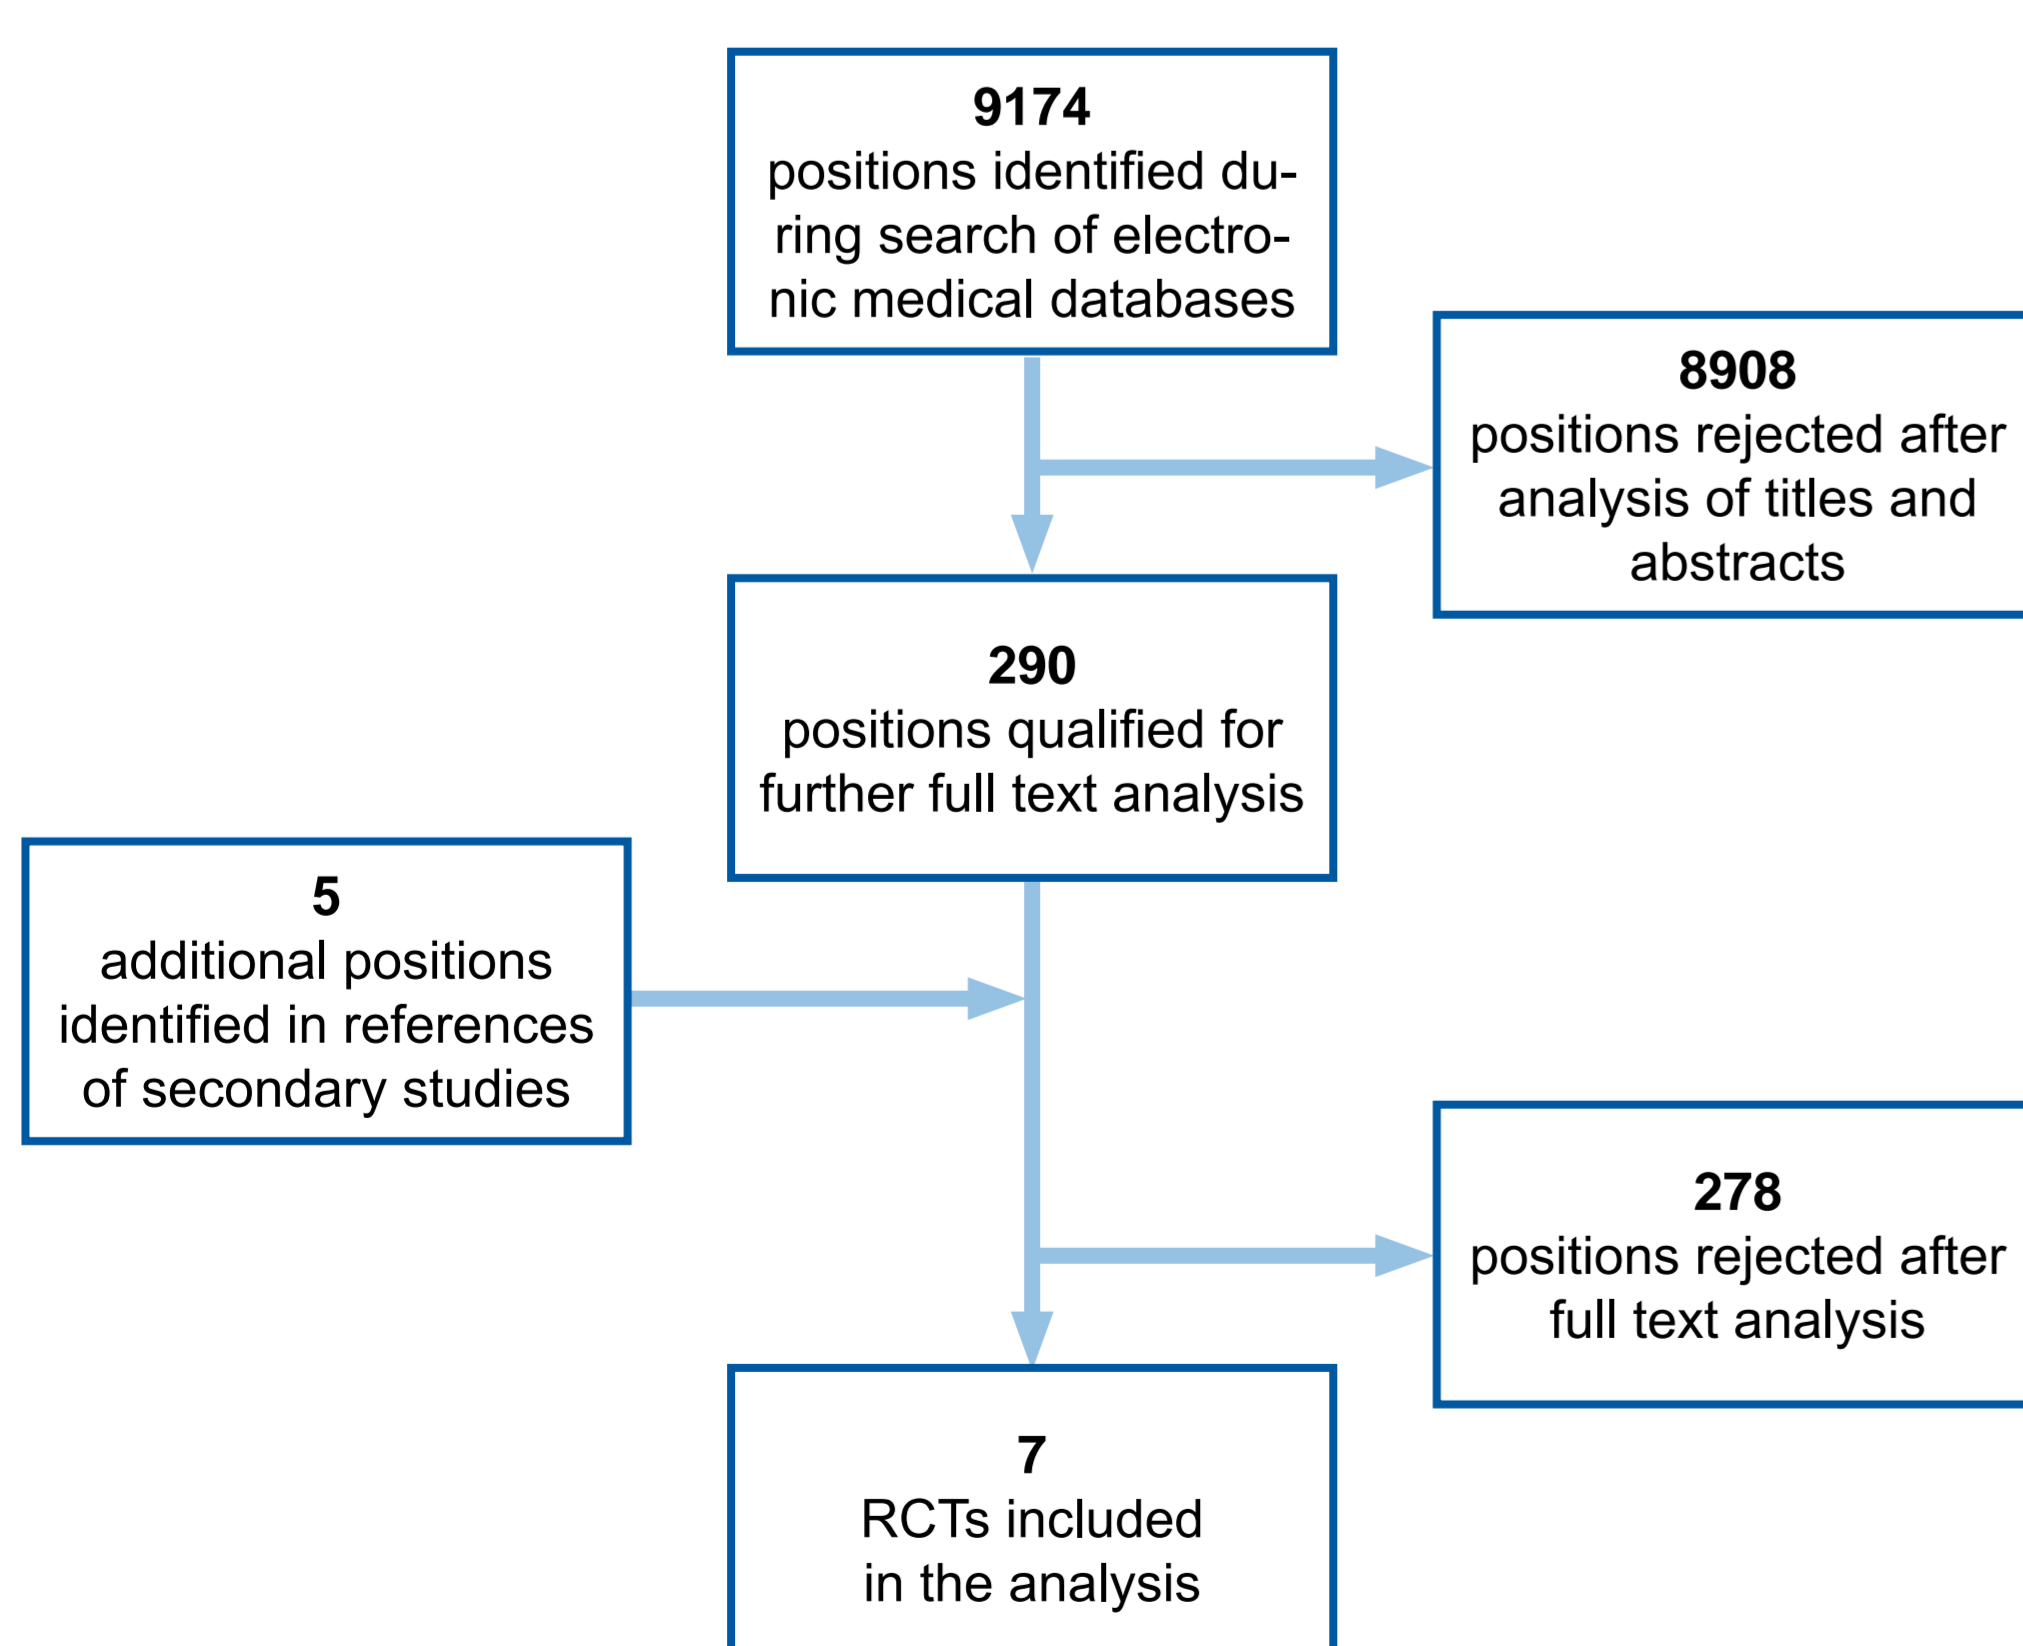 9174
positions identified du-
ring search of electro-
nic medical databases
8908
positions rejected after
analysis of titles and
abstracts
290
positions qualified for
further full text analysis
5
additional positions
identified in references
of secondary studies
278
positions rejected after
full text analysis
7
RCTs included
in the analysis